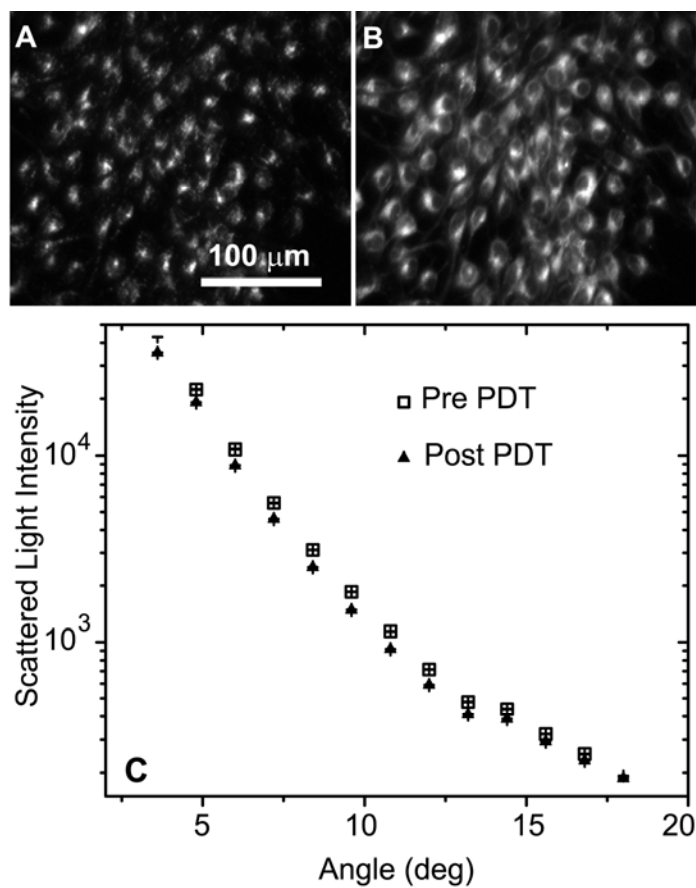 A
B
100 μm
C
Pre PDT
Post PDT
10^4
10^3
Scattered Light Intensity
5
10
15
20
Angle (deg)